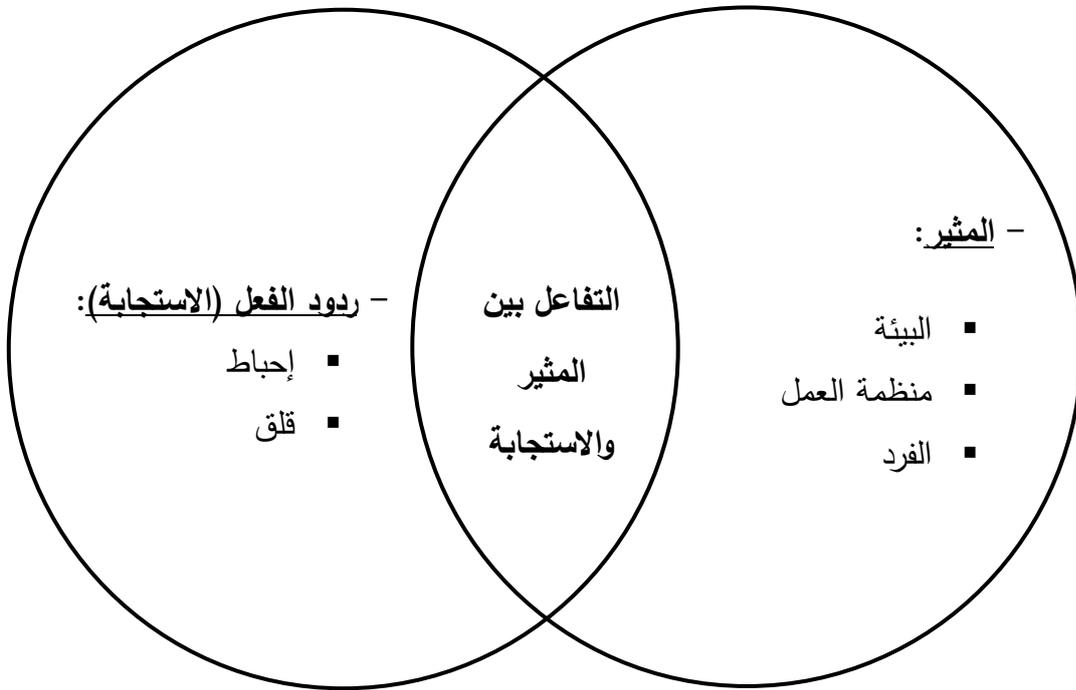 - المثير:
▪ البيئة
▪ منظمة العمل
▪ الفرد
التفاعل بين
المثير
والاستجابة
- ردود الفعل (الاستجابة):
▪ إحباط
▪ قلق